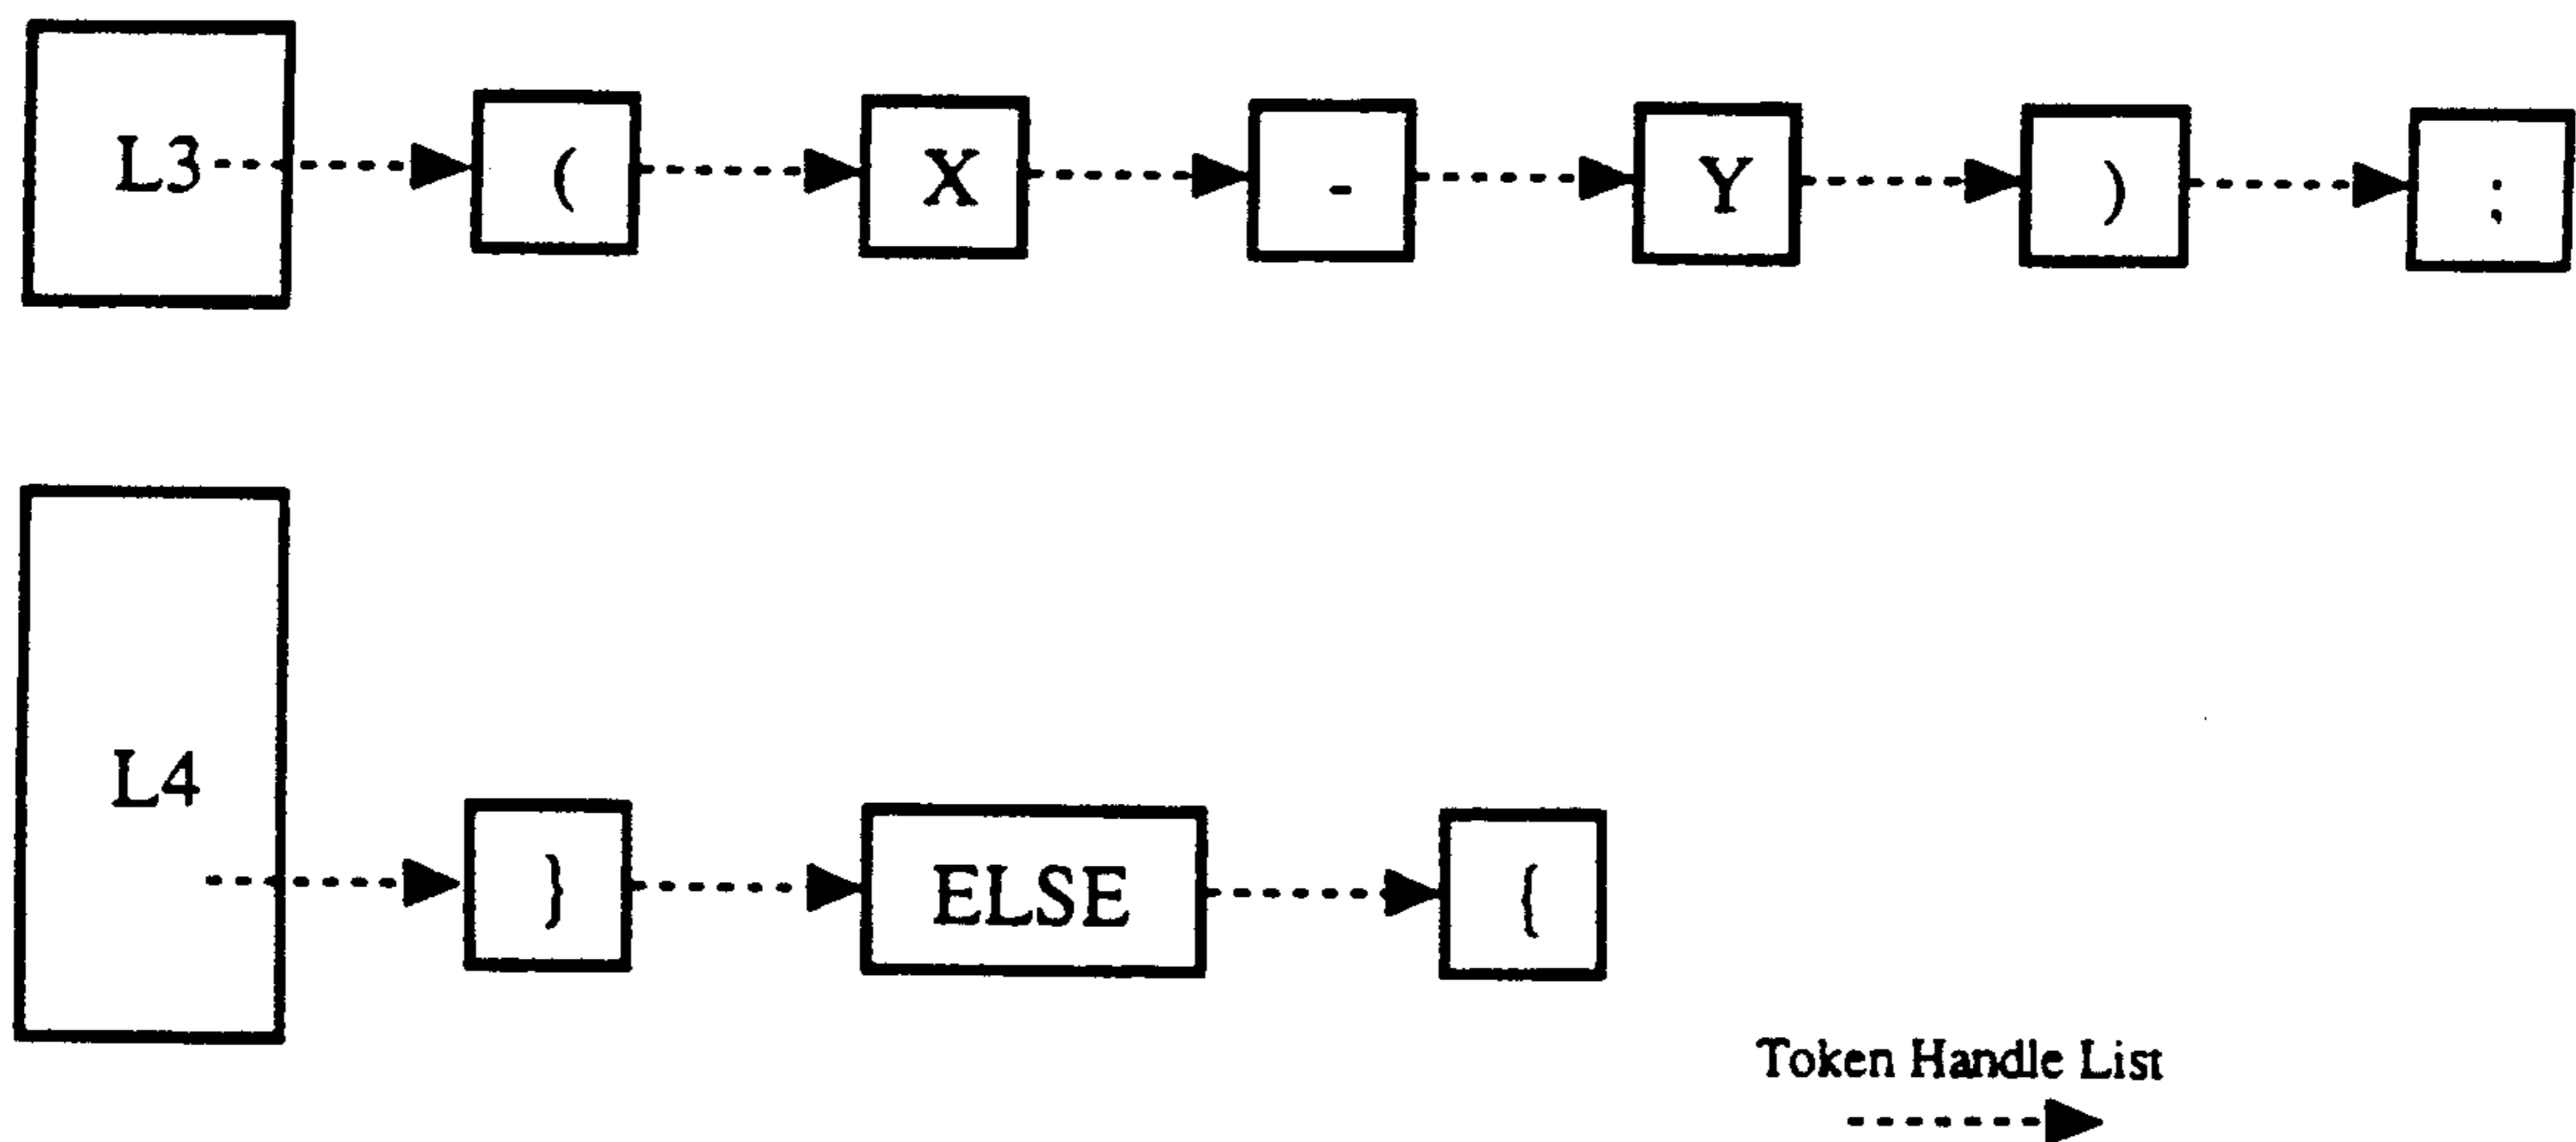 L3 ( X - Y ) ;
L4
} ELSE {
Token Handle List